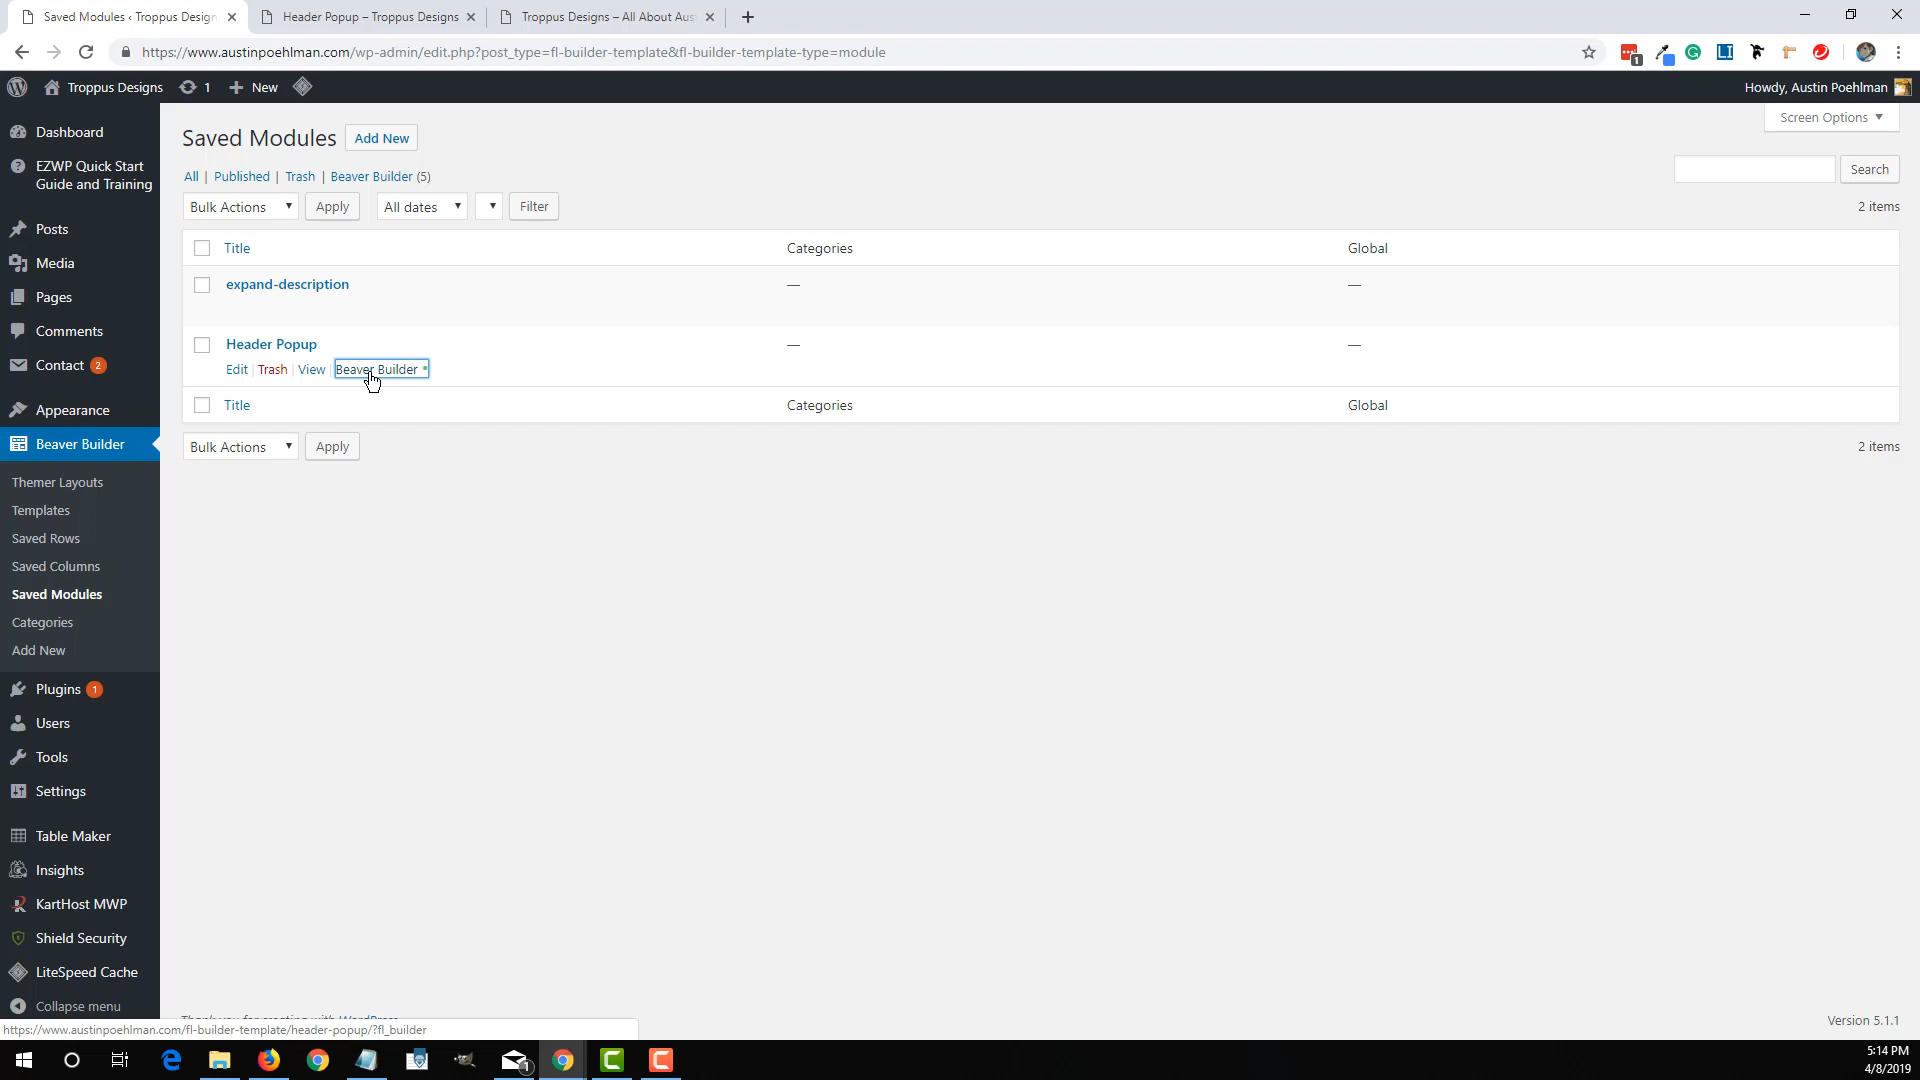 Saved Modules ‹ Troppus Design
Header Popup – Troppus Designs
Troppus Designs – All About Aus
https://www.austinpoehlman.com/wp-admin/edit.php?post_type=fl-builder-template&fl-builder-template-type=module
1
Troppus Designs
1
New
Howdy, Austin Poehlman
Screen Options
Dashboard
EZWP Quick Start
Guide and Training
Posts
Media
Pages
Comments
Contact 2
Appearance
Beaver Builder
Themer Layouts
Templates
Saved Rows
Saved Columns
Saved Modules
Categories
Add New
Plugins 1
Users
Tools
Settings
Table Maker
Insights
KartHost MWP
Shield Security
LiteSpeed Cache
Collapse menu
Saved Modules Add New
All | Published | Trash | Beaver Builder (5)
Search
Bulk Actions Apply All dates Filter 2 items
Title Categories Global
expand-description — —
Header Popup — —
Edit | Trash | View | Beaver Builder
Title Categories Global
Bulk Actions Apply 2 items
Version 5.1.1
https://www.austinpoehlman.com/fl-builder-template/header-popup/?fl_builder
1
5:14 PM
4/8/2019